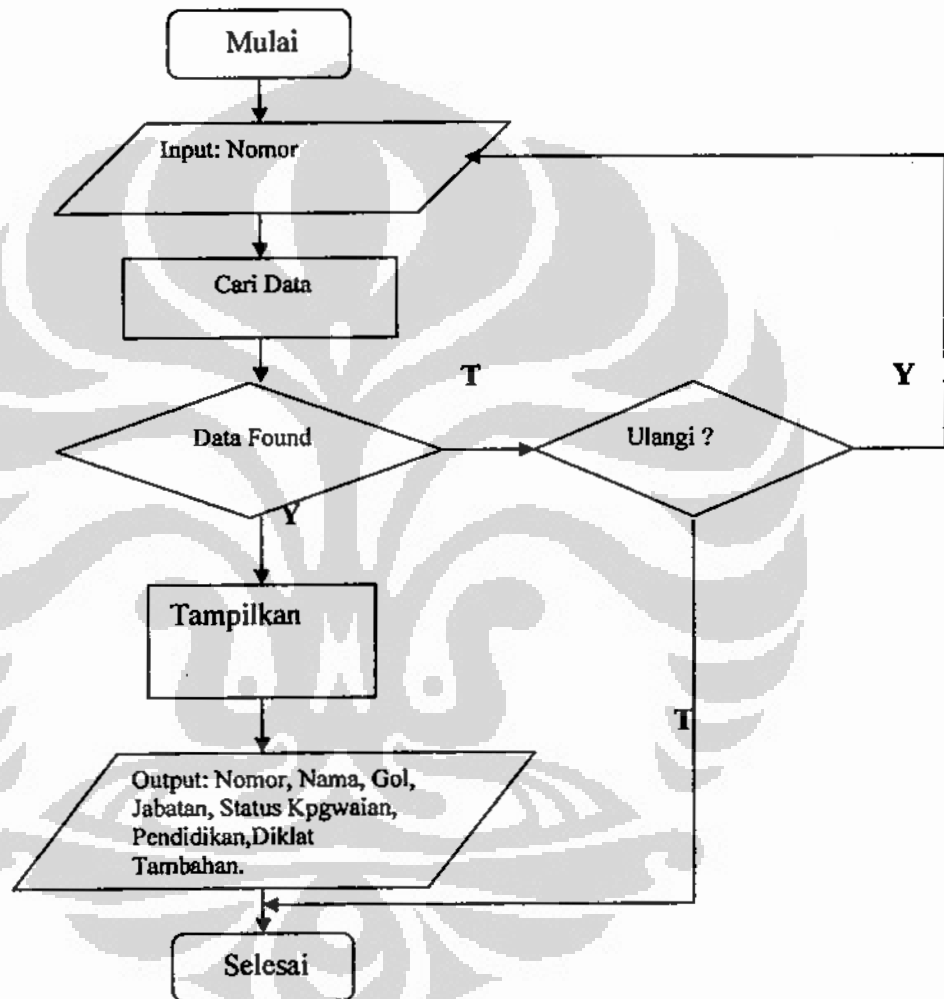 Mulai
Input: Nomor
Cari Data
T
Y
Data Found
Ulangi ?
Y
Tampilkan
T
Output: Nomor, Nama, Gol,
Jabatan, Status Kpgwaian,
Pendidikan,Diklat
Tambahan.
Selesai